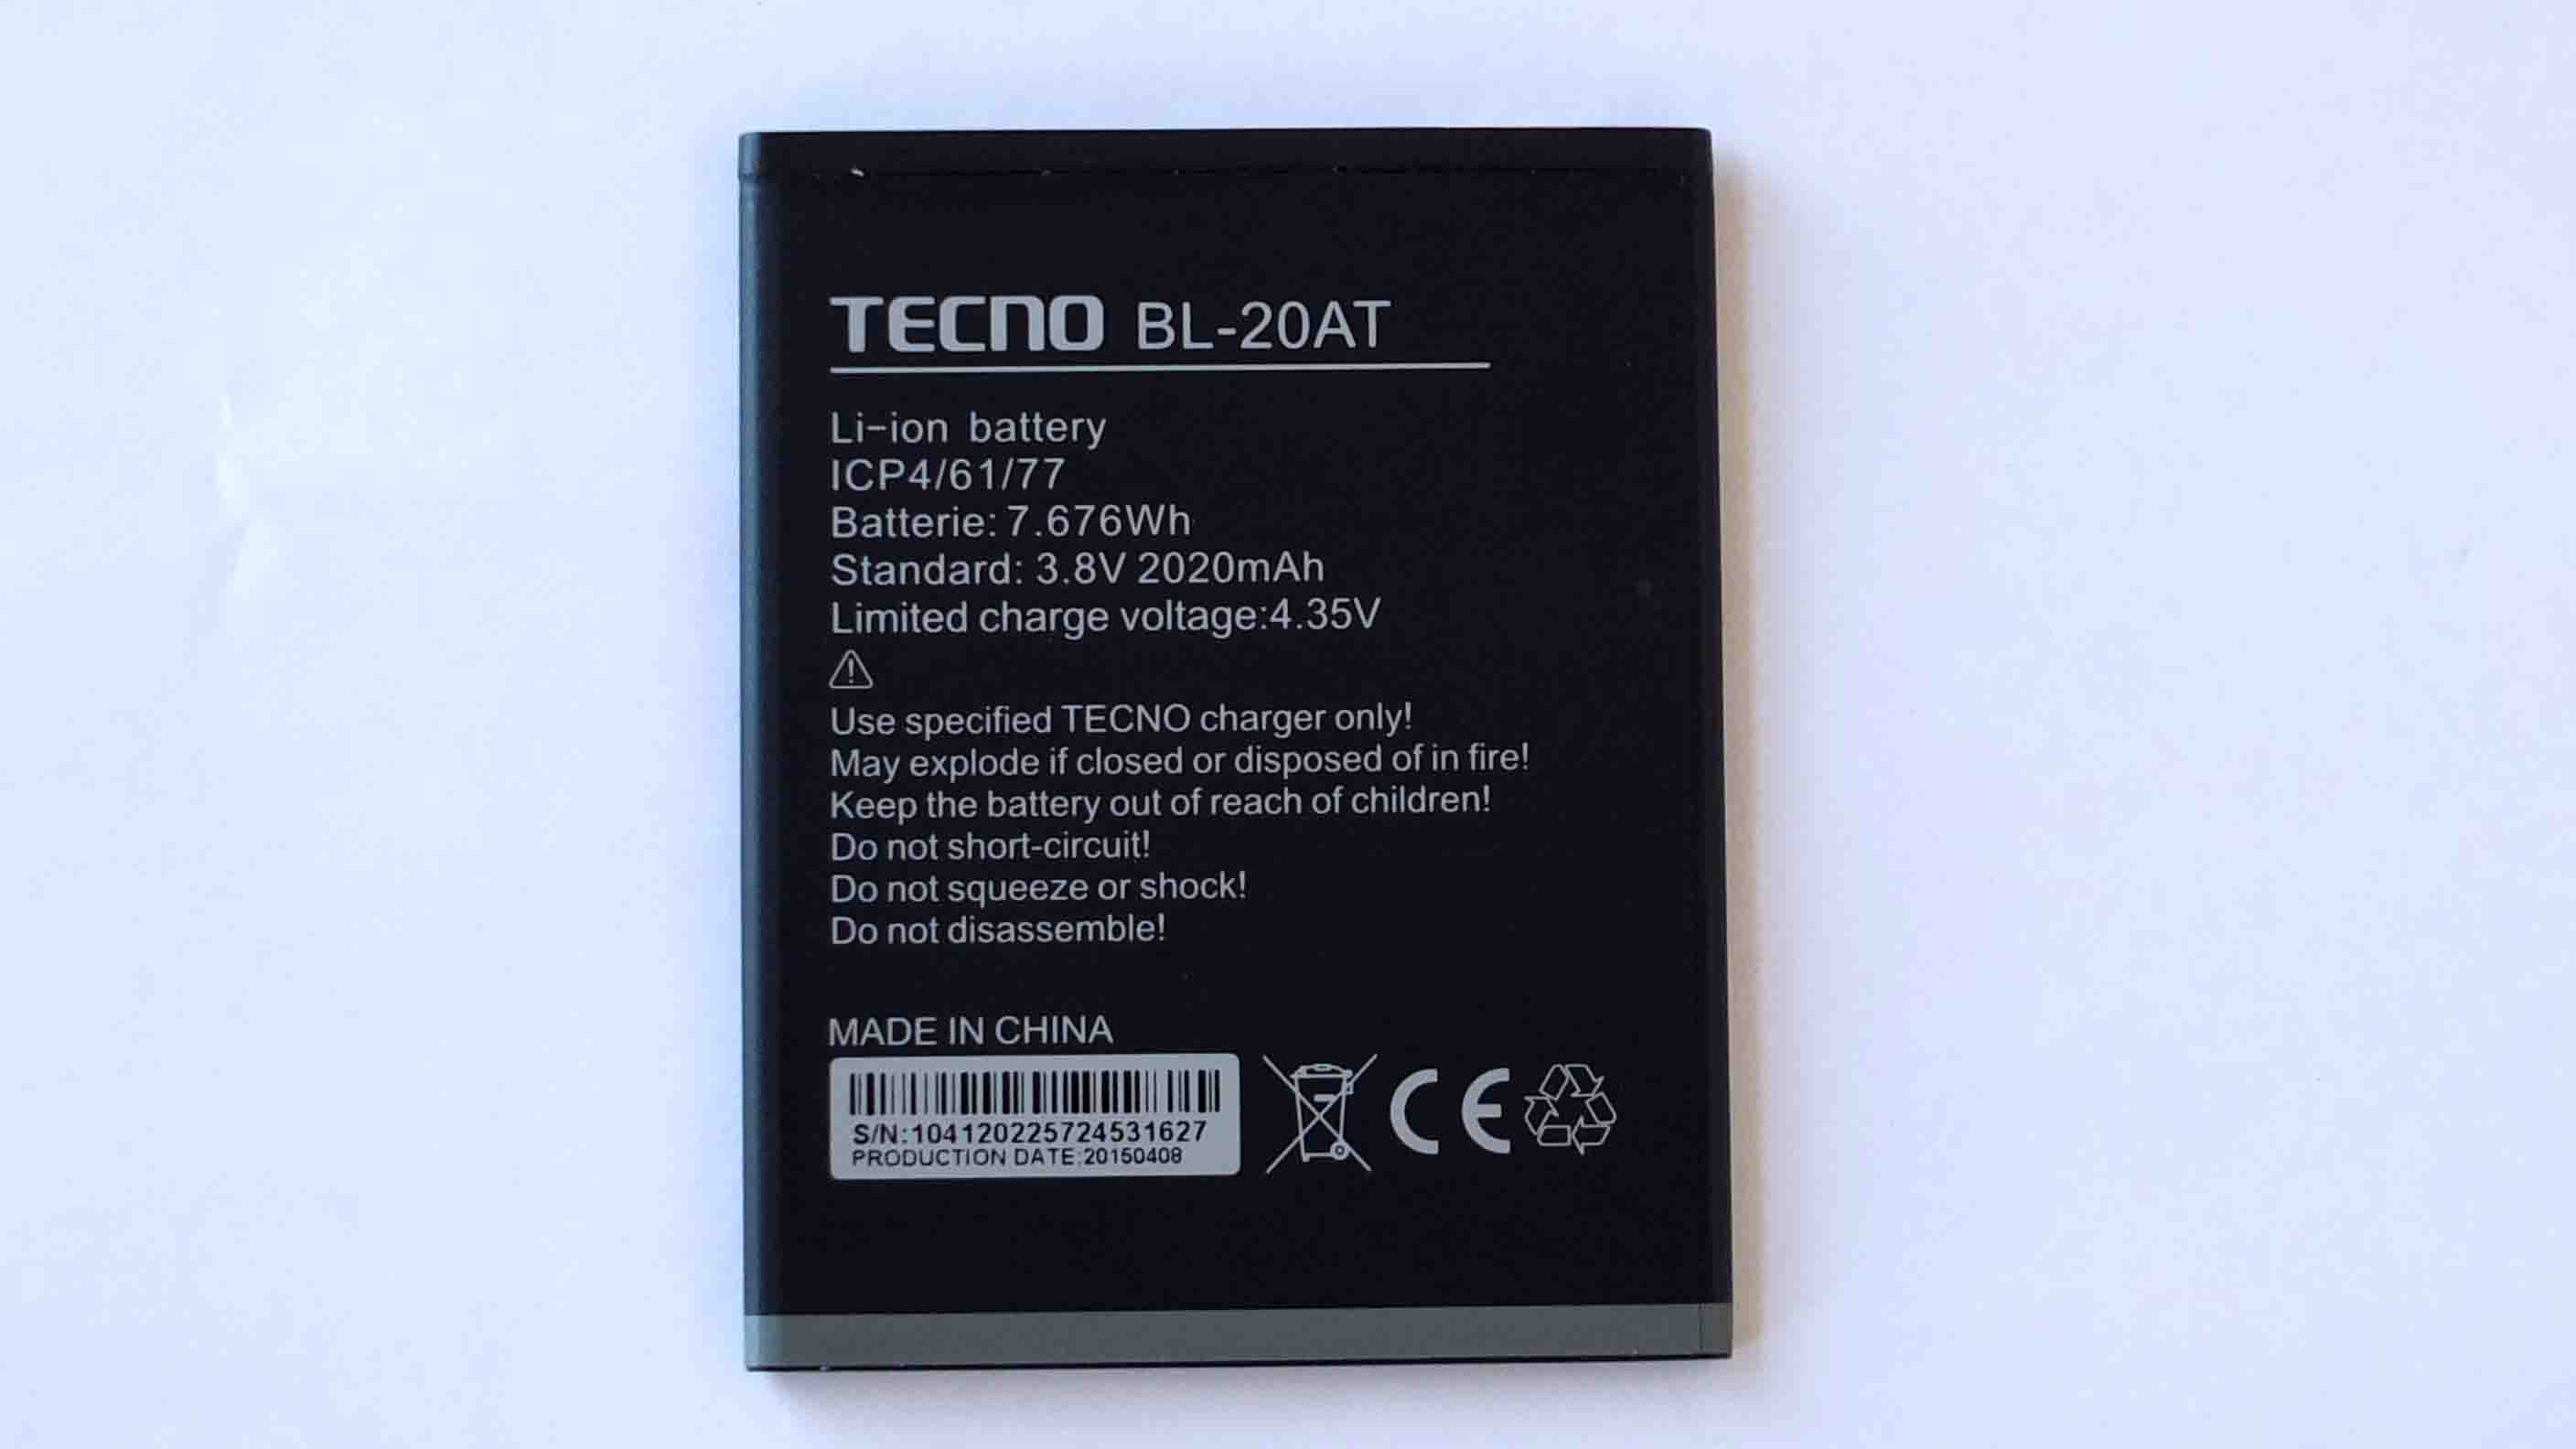 TECNO BL-20AT
Li-ion battery
ICP4/61/77
Batterie: 7.676Wh
Standard: 3.8V 2020mAh
Limited charge voltage:4.35V
Use specified TECNO charger only!
May explode if closed or disposed of in fire!
Keep the battery out of reach of children!
Do not short-circuit!
Do not squeeze or shock!
Do not disassemble!
MADE IN CHINA
S/N:104120225724531627
PRODUCTION DATE:20150408
CE